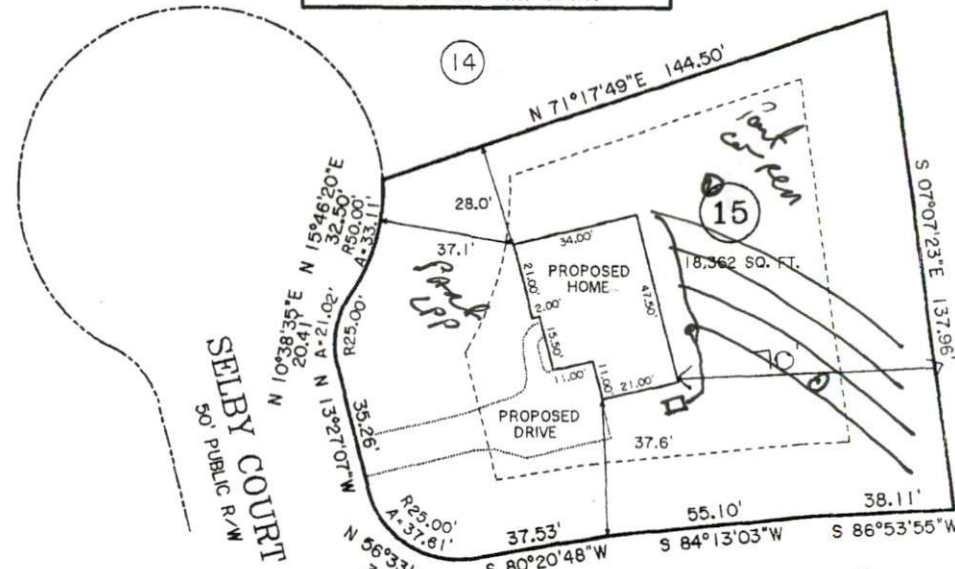 14
N 71°17'49"E 144.50'
15
18,362 SQ. FT.
S 07°07'23"E 137.96'
28.0'
37.1'
34.00'
21.00'
2.00'
15.50'
11.00'
11.00'
21.00'
47.50'
PROPOSED
HOME
PROPOSED
DRIVE
37.6'
N 15°46'20"E
32.50'
R50.00'
A=33.11'
N 10°38'35"E
20.41'
A=21.02'
R25.00'
N 13°27'07"W
35.26'
SELBY COURT
50' PUBLIC R/W
R25.00'
A=37.61'
37.53'
S 80°20'48"W
55.10'
S 84°13'03"W
38.11'
S 86°53'55"W